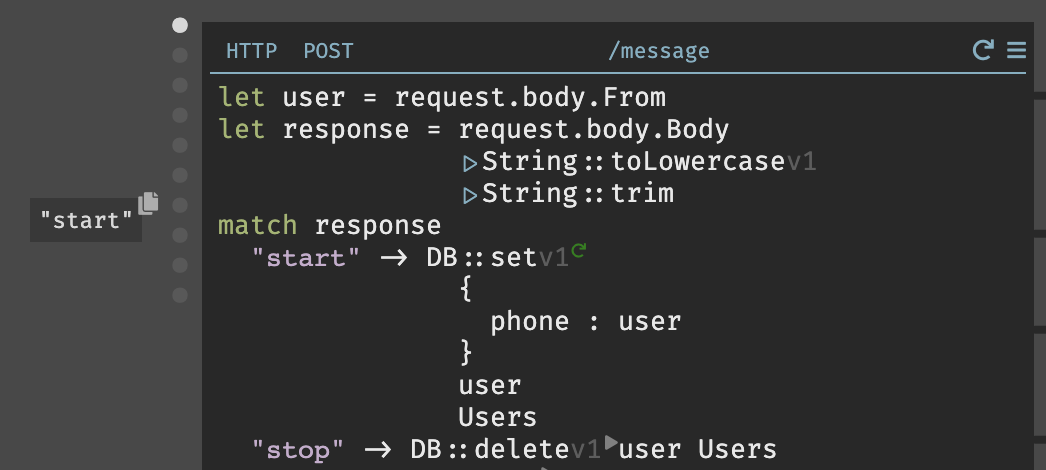 HTTP POST /message
let user = request.body.From
let response = request.body.Body
▷String::toLowercasev1
▷String::trim
"start"
match response
"start" → DB::setv1
{
phone : user
}
user
Users
"stop" → DB::deletev1 user Users